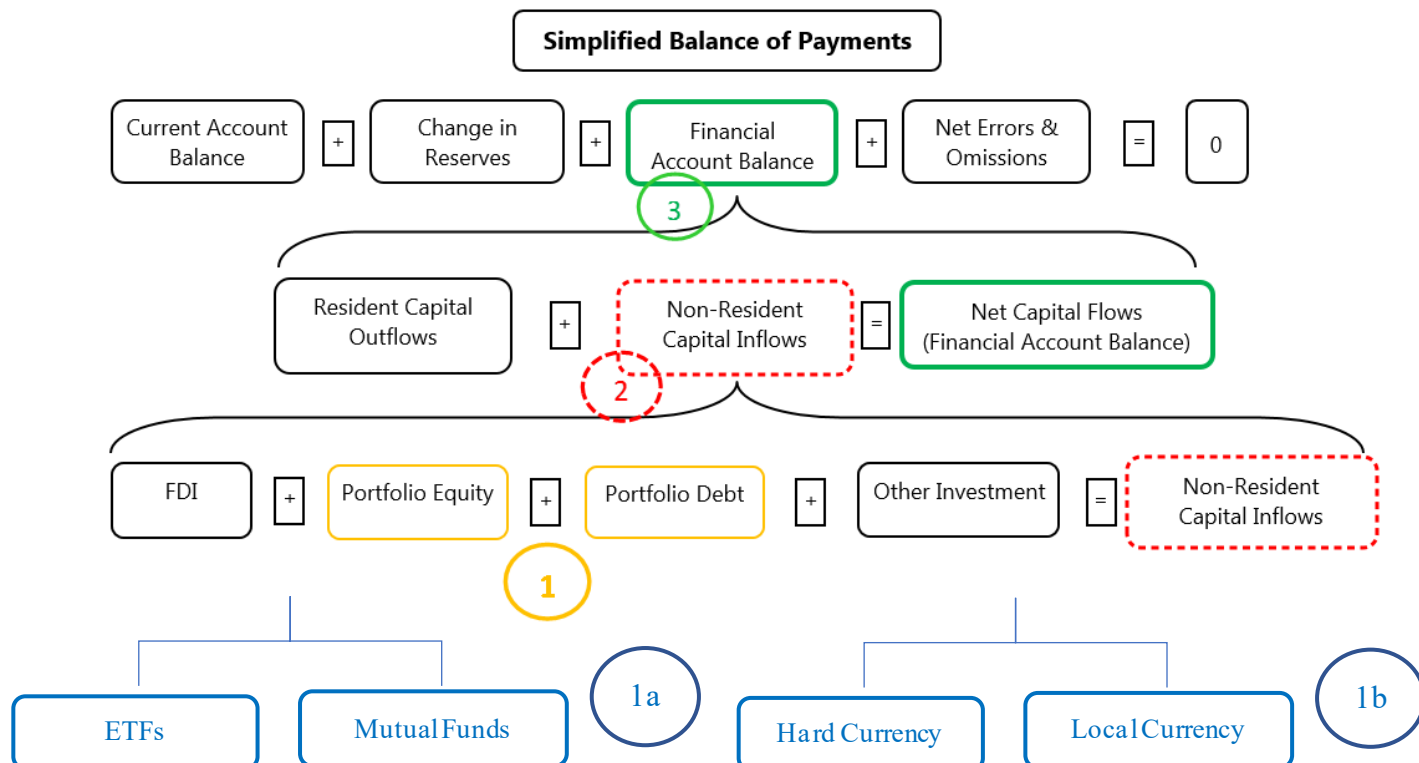 Simplified Balance of Payments
Current Account
Balance
+
Change in
Reserves
+
Financial
Account Balance
+
Net Errors &
Omissions
=
0
3
Resident Capital
Outflows
+
Non-Resident
Capital Inflows
=
Net Capital Flows
(Financial Account Balance)
2
FDI
+
Portfolio Equity
+
Portfolio Debt
+
Other Investment
=
Non-Resident
Capital Inflows
1
ETFs
Mutual Funds
1a
Hard Currency
Local Currency
1b